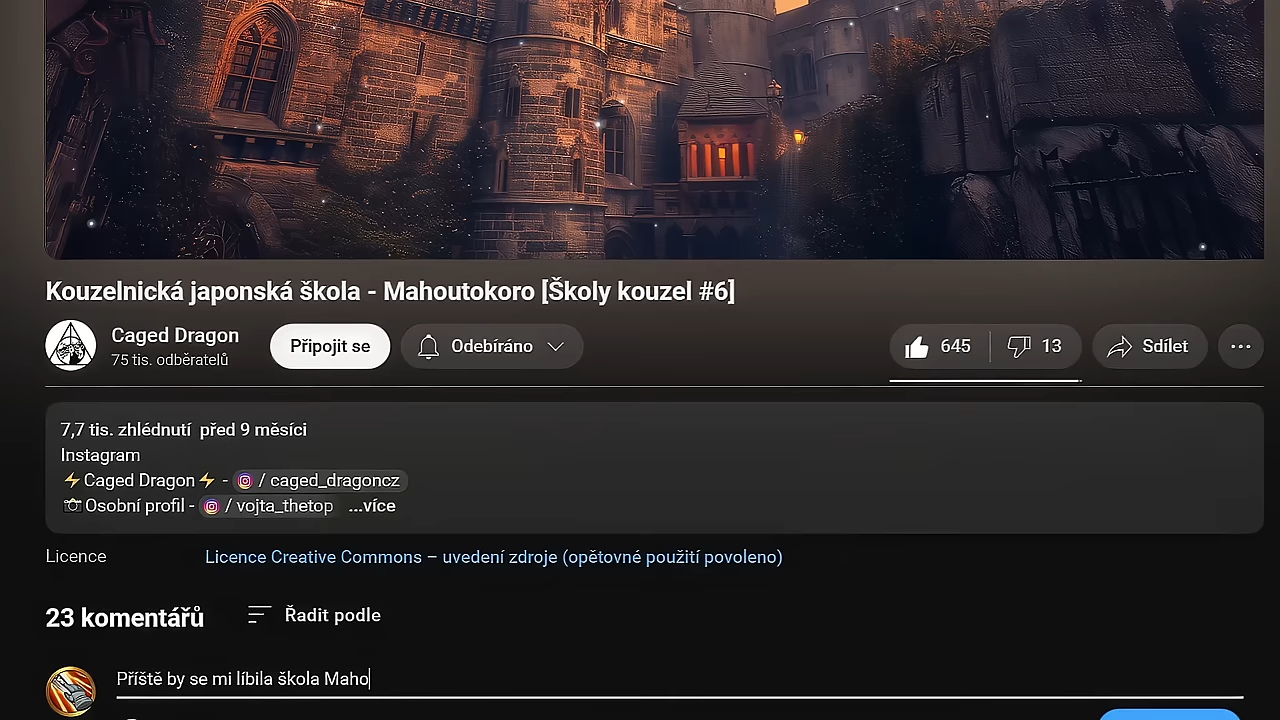 Kouzelnická japonská škola - Mahoutokoro [Školy kouzel #6]
Caged Dragon
75 tis. odběratelů
Připojit se
Odebíráno
645
13
Sdílet
7,7 tis. zhlédnutí před 9 měsíci
Instagram
⚡Caged Dragon⚡ - / caged_dragoncz
Osobní profil - / vojta_thetop ...více
Licence Licence Creative Commons – uvedení zdroje (opětovné použití povoleno)
23 komentářů
Řadit podle
Příště by se mi líbila škola Maho